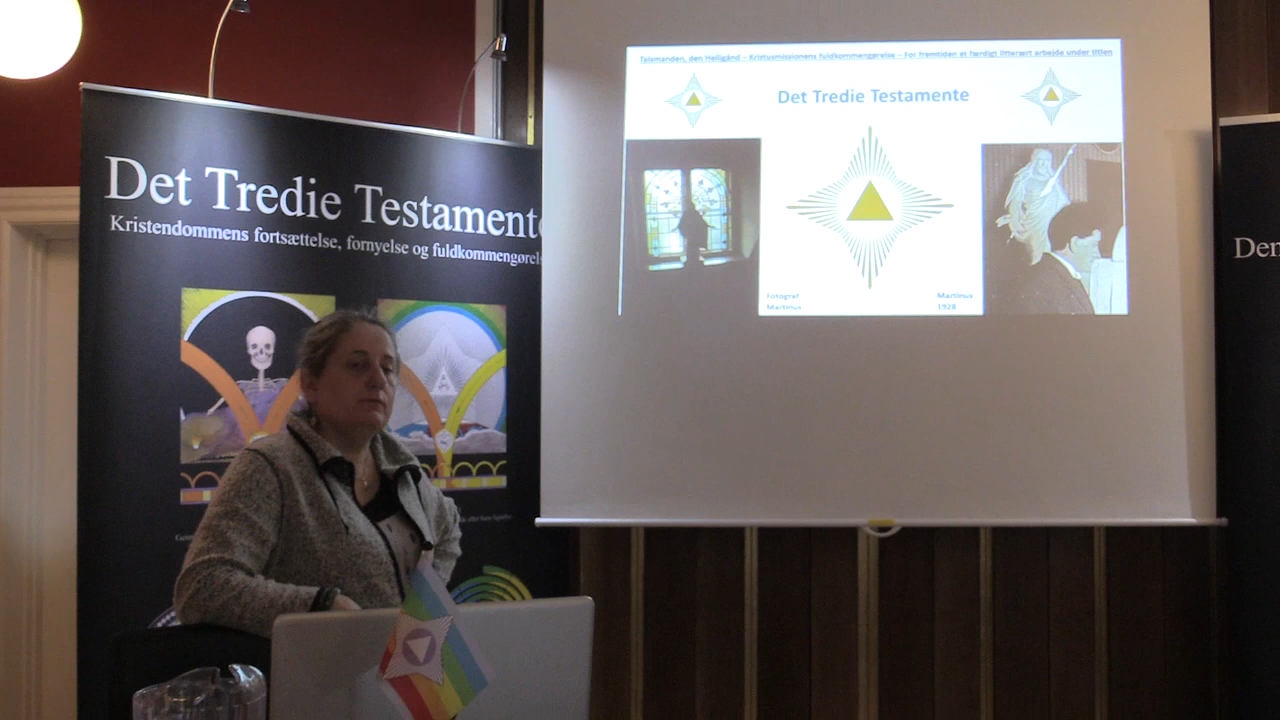 Det Tredie Testamente
Kristendommens fortsættelse, fornyelse og fuldkommengørels
Talsmanden, den Helligånd – Kristusmissionens fuldkommengørelse – For fremtiden et færdigt litterært arbejde under titlen
Det Tredie Testamente
Fotograf
Martinus
Martinus
1928
Den